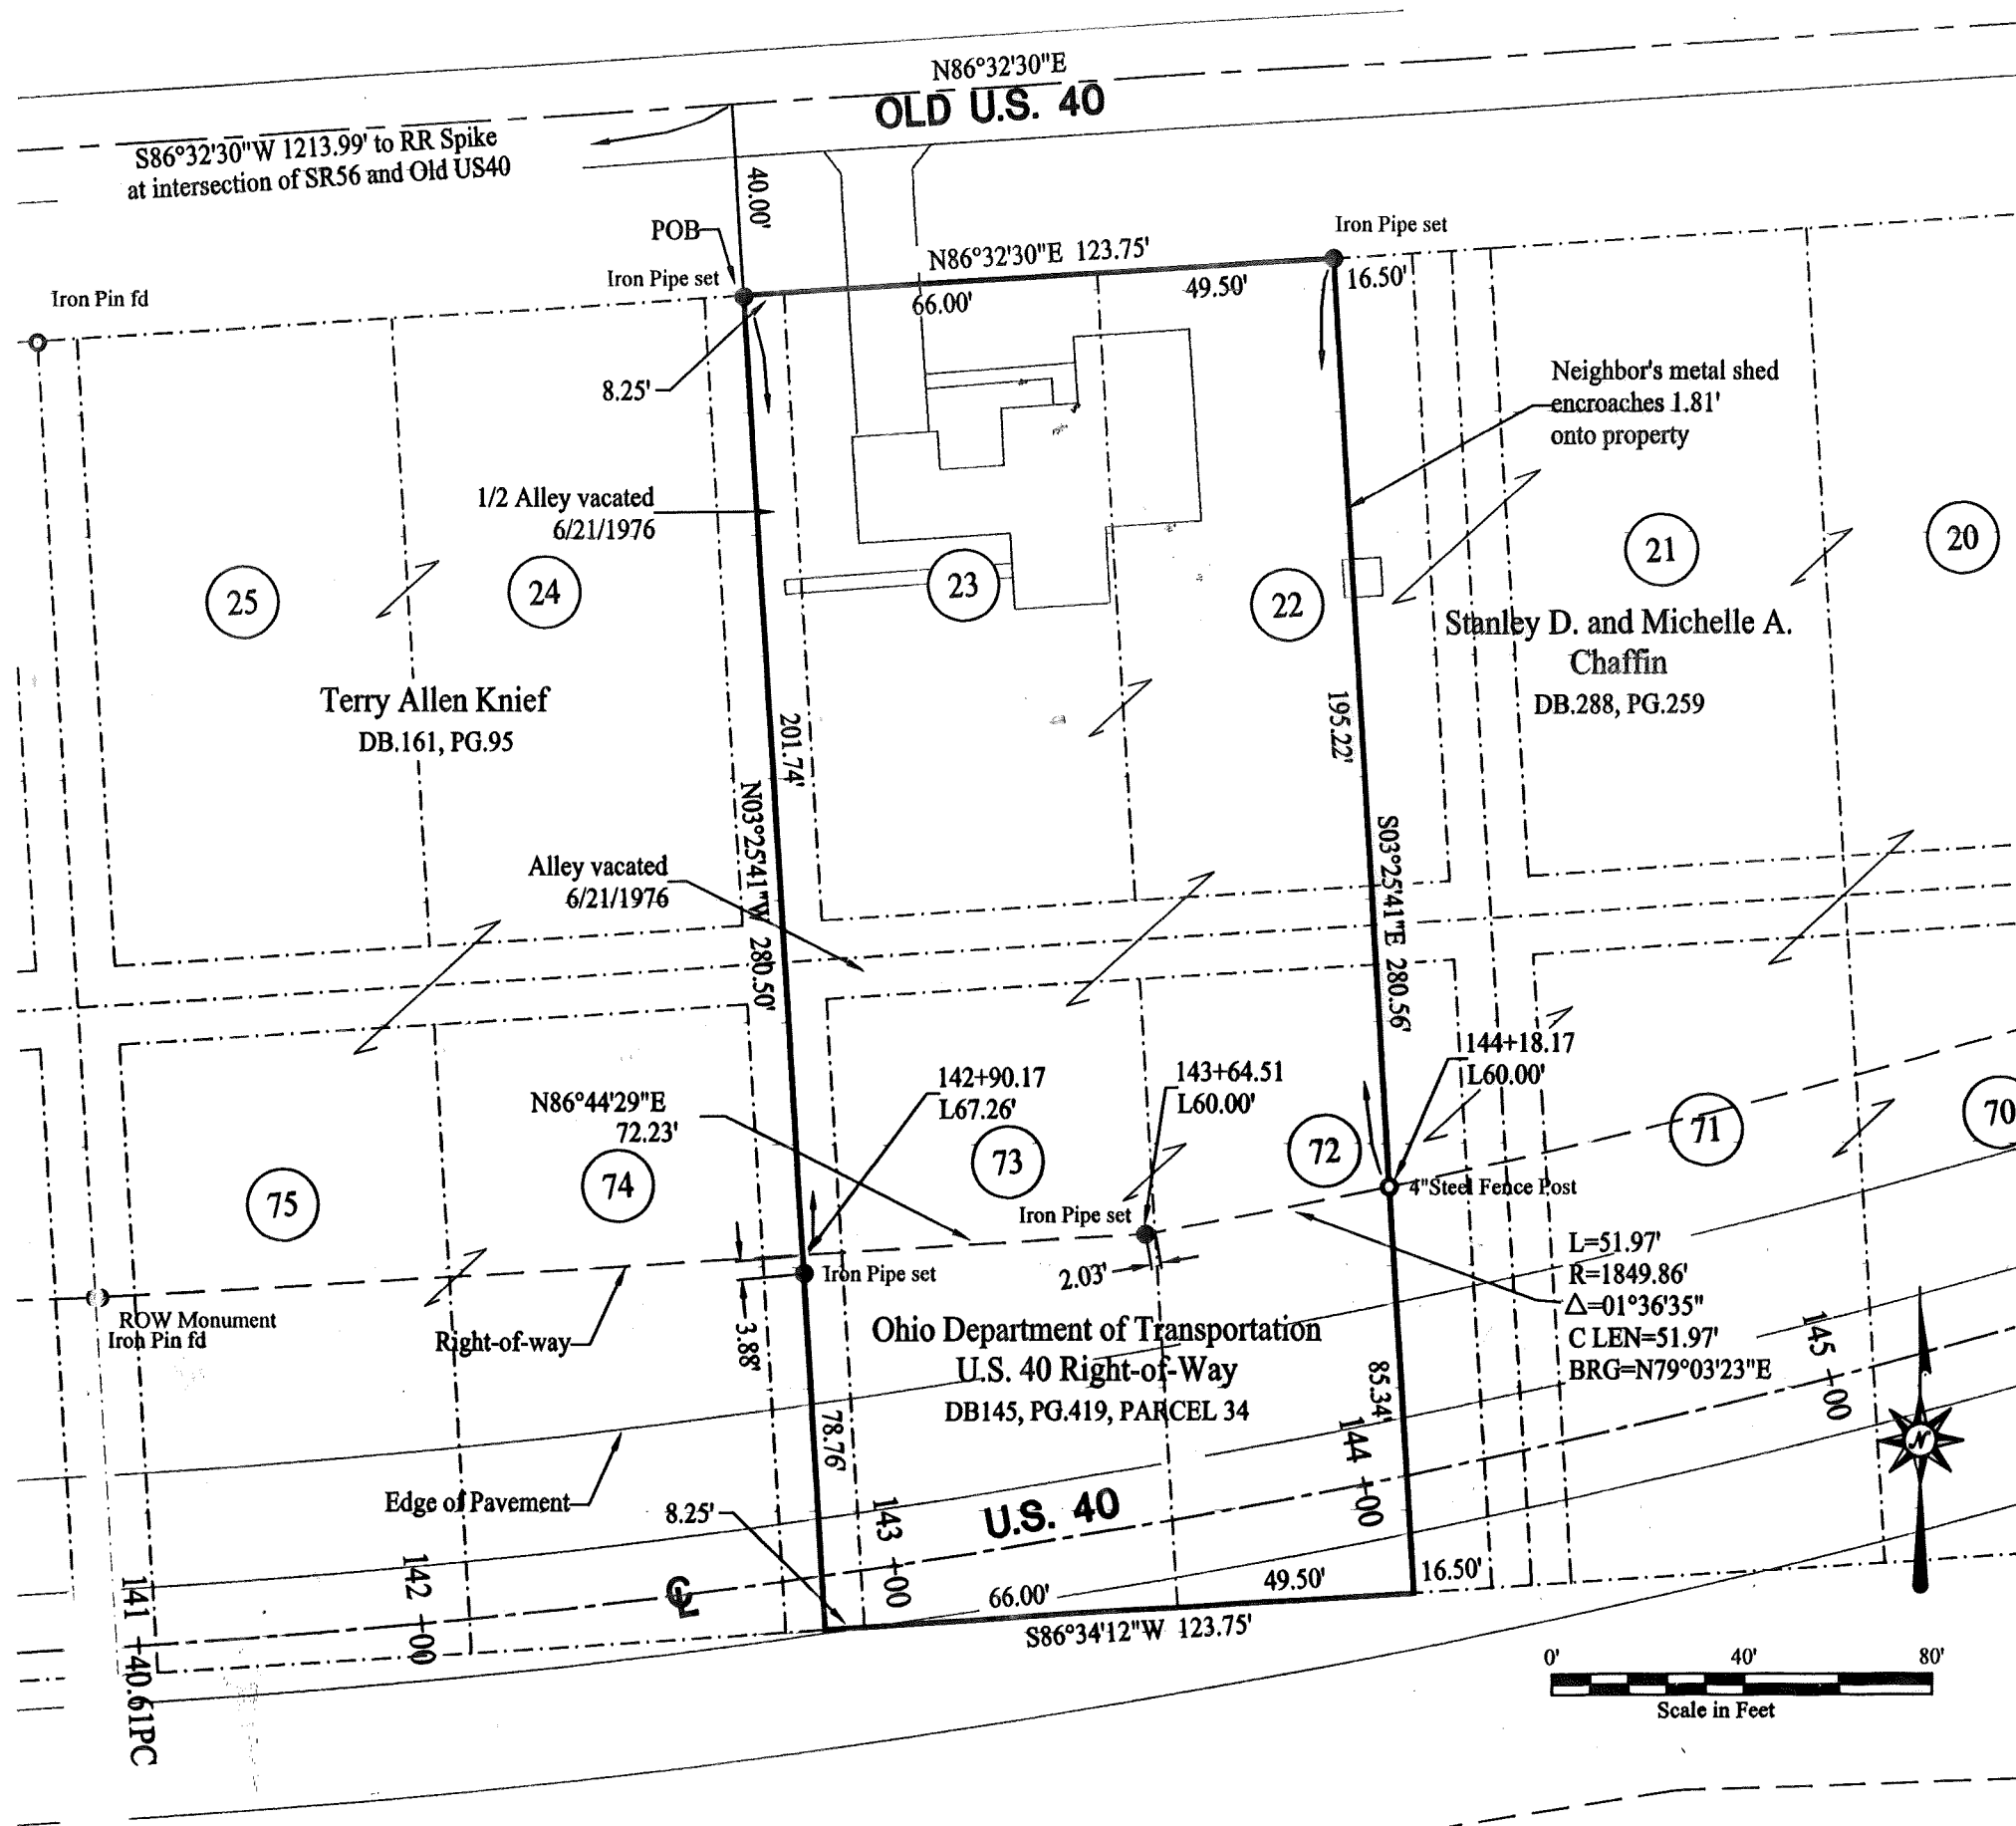 N86°32'30"E
OLD U.S. 40
S86°32'30"W 1213.99' to RR Spike
at intersection of SR56 and Old US40
40.00'
POB
Iron Pipe set
Iron Pipe set
Iron Pin fd
N86°32'30"E 123.75'
66.00'
49.50'
16.50'
8.25'
Neighbor's metal shed
encroaches 1.81'
onto property
1/2 Alley vacated
6/21/1976
25
24
23
22
21
20
Stanley D. and Michelle A.
Chaffin
DB.288, PG.259
Terry Allen Knief
DB.161, PG.95
201.74'
195.22'
N03°25'41"W 280.50'
S03°25'41"E 280.56'
Alley vacated
6/21/1976
N86°44'29"E
72.23'
142+90.17
L67.26'
143+64.51
L60.00'
144+18.17
L60.00'
75
74
73
72
71
70
4"Steel Fence Post
Iron Pipe set
Iron Pipe set
2.03'
3.88'
ROW Monument
Iron Pin fd
Right-of-way
Ohio Department of Transportation
U.S. 40 Right-of-Way
DB145, PG.419, PARCEL 34
L=51.97'
R=1849.86'
Δ=01°36'35"
C LEN=51.97'
BRG=N79°03'23"E
78.76'
85.34'
Edge of Pavement
8.25'
U.S. 40
141+40.61PC
142+00
143+00
144+00
145+00
CL
66.00'
49.50'
16.50'
S86°34'12"W 123.75'
N
0' 40' 80'
Scale in Feet